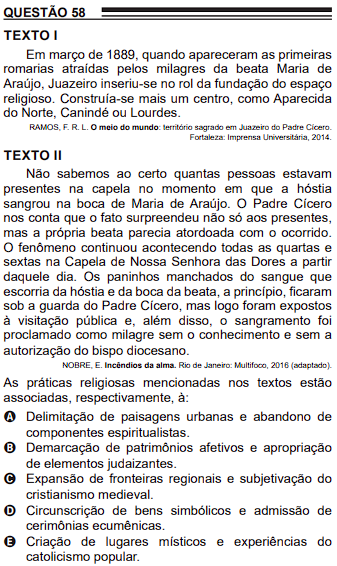 QUESTÃO 58
TEXTO I
Em março de 1889, quando apareceram as primeiras
romarias atraídas pelos milagres da beata Maria de
Araújo, Juazeiro inseriu-se no rol da fundação do espaço
religioso. Construía-se mais um centro, como Aparecida
do Norte, Canindé ou Lourdes.
RAMOS, F. R. L. O meio do mundo: território sagrado em Juazeiro do Padre Cícero.
Fortaleza: Imprensa Universitária, 2014.
TEXTO II
Não sabemos ao certo quantas pessoas estavam
presentes na capela no momento em que a hóstia
sangrou na boca de Maria de Araújo. O Padre Cícero
nos conta que o fato surpreendeu não só aos presentes,
mas a própria beata parecia atordoada com o ocorrido.
O fenômeno continuou acontecendo todas as quartas e
sextas na Capela de Nossa Senhora das Dores a partir
daquele dia. Os paninhos manchados do sangue que
escorria da hóstia e da boca da beata, a princípio, ficaram
sob a guarda do Padre Cícero, mas logo foram expostos
à visitação pública e, além disso, o sangramento foi
proclamado como milagre sem o conhecimento e sem a
autorização do bispo diocesano.
NOBRE, E. Incêndios da alma. Rio de Janeiro: Multifoco, 2016 (adaptado).
As práticas religiosas mencionadas nos textos estão
associadas, respectivamente, à:
A Delimitação de paisagens urbanas e abandono de
componentes espiritualistas.
B Demarcação de patrimônios afetivos e apropriação
de elementos judaizantes.
C Expansão de fronteiras regionais e subjetivação do
cristianismo medieval.
D Circunscrição de bens simbólicos e admissão de
cerimônias ecumênicas.
E Criação de lugares místicos e experiências do
catolicismo popular.